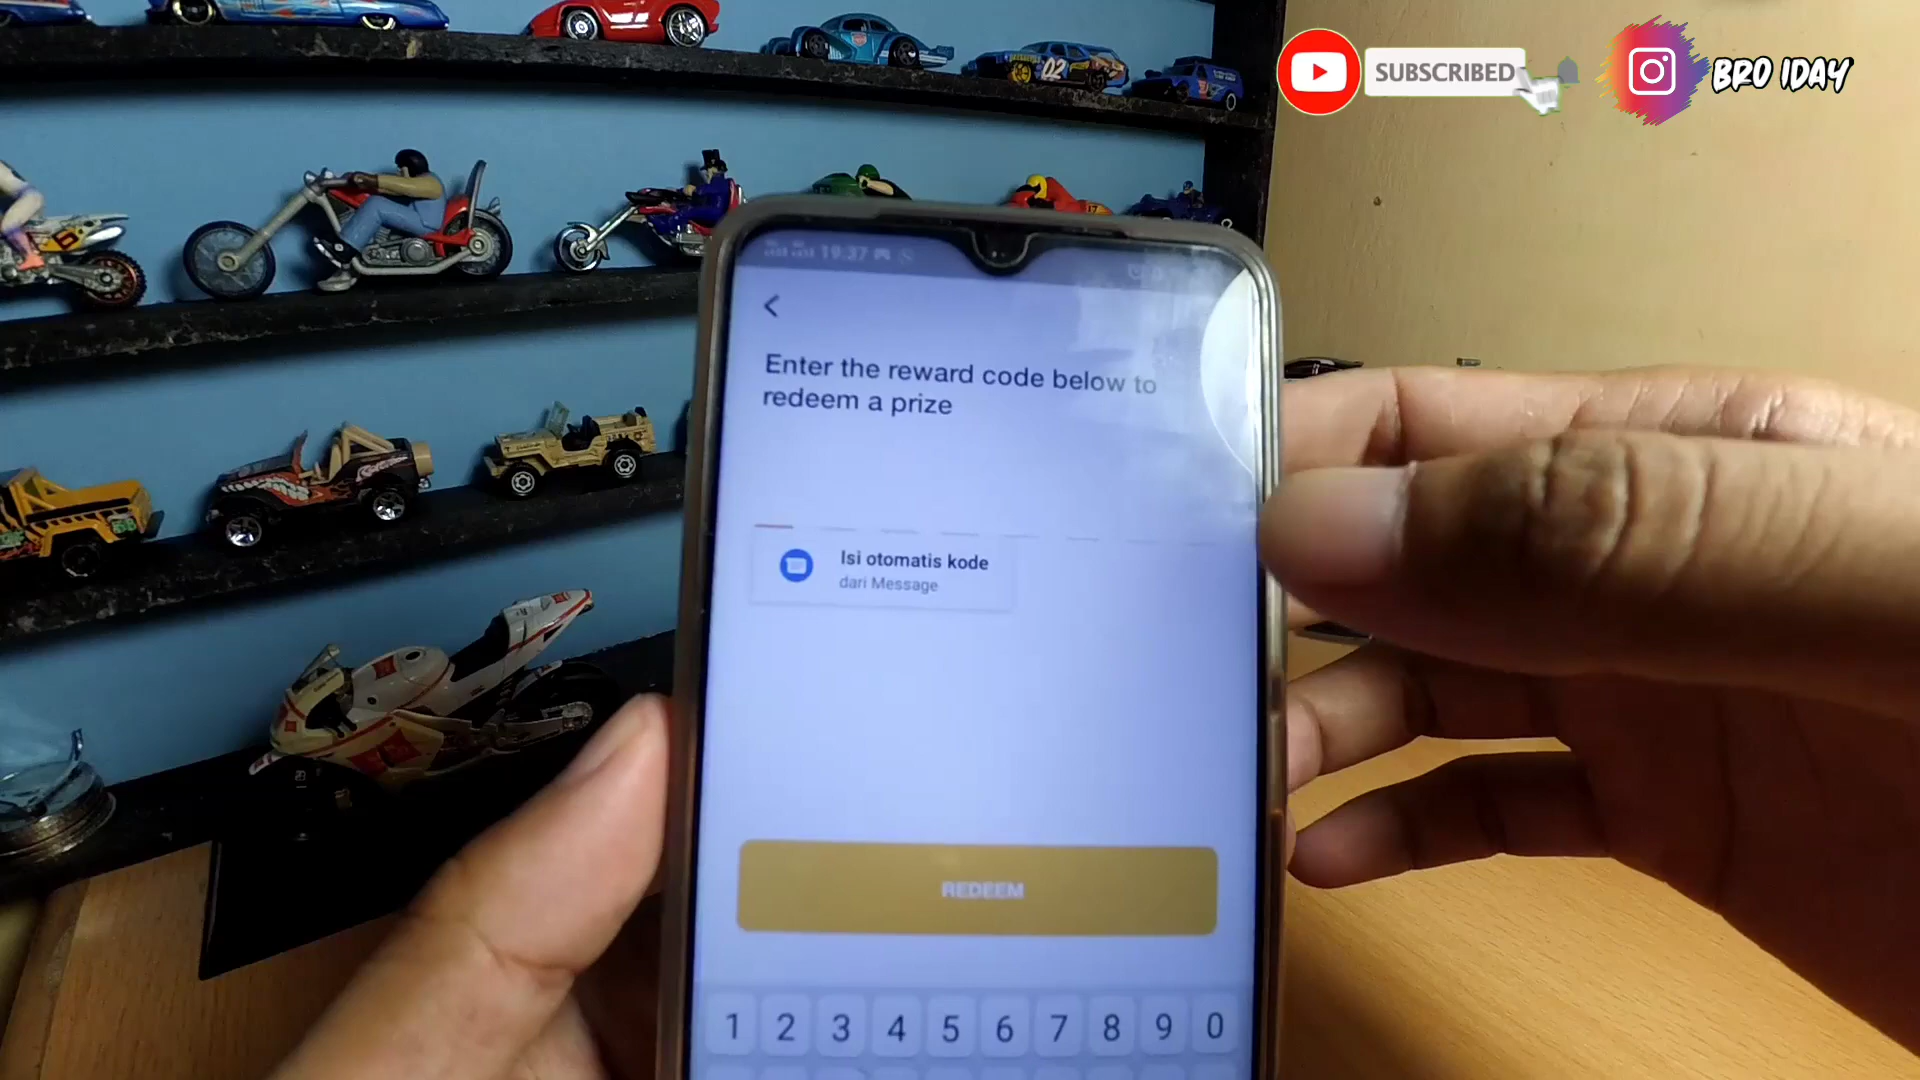 SUBSCRIBED
BRO IDAY
02
19.37
Enter the reward code below to
redeem a prize
Isi otomatis kode
dari Message
REDEEM
1 2 3 4 5 6 7 8 9 0